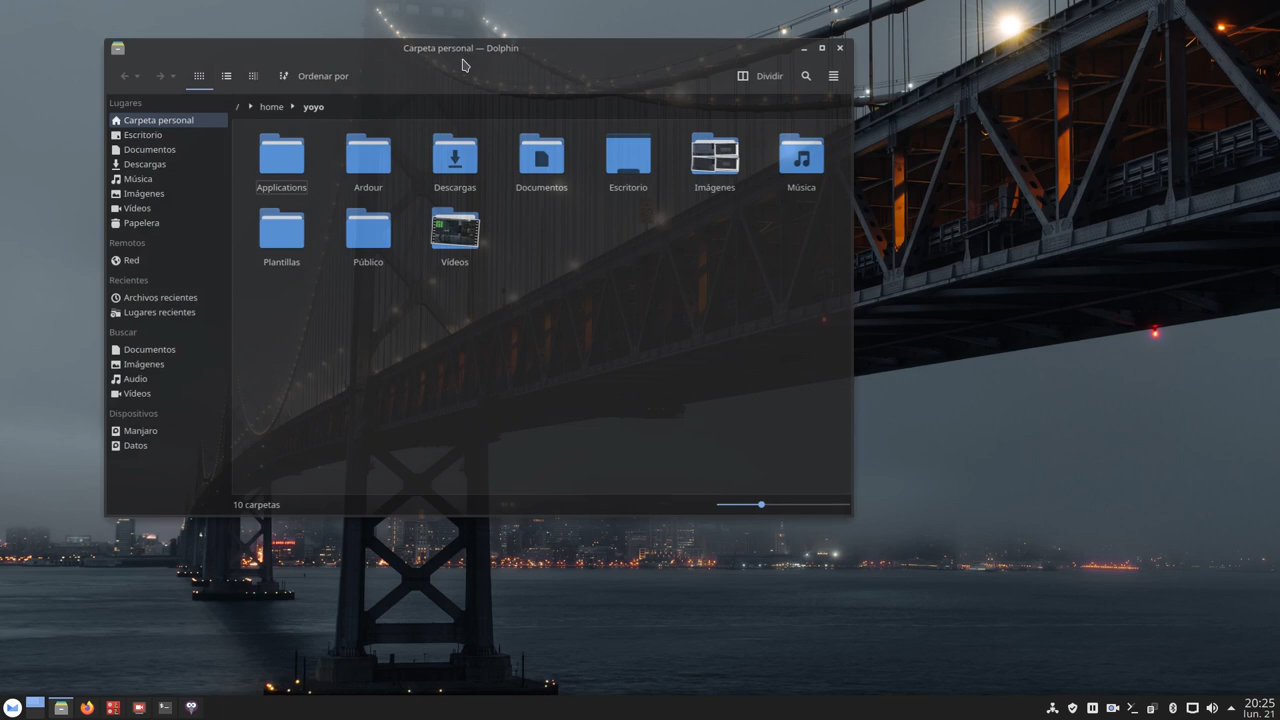 Carpeta personal — Dolphin
Ordenar por
Dividir
Lugares
Carpeta personal
Escritorio
Documentos
Descargas
Música
Imágenes
Vídeos
Papelera
Remotos
Red
Recientes
Archivos recientes
Lugares recientes
Buscar
Documentos
Imágenes
Audio
Vídeos
Dispositivos
Manjaro
Datos
/ home yoyo
Applications Ardour Descargas Documentos Escritorio Imágenes Música
Plantillas Público Vídeos
10 carpetas
20:25
lun. 21